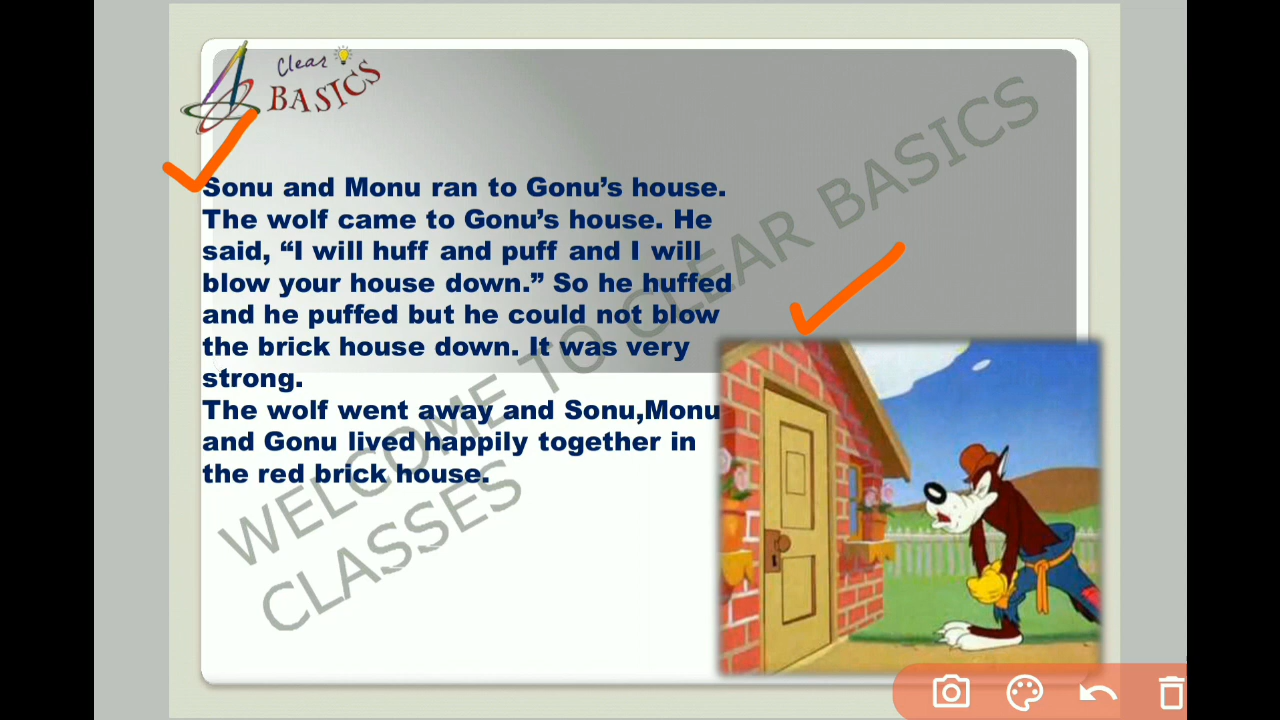 Clear
BASICS
Sonu and Monu ran to Gonu’s house.
The wolf came to Gonu’s house. He
said, “I will huff and puff and I will
blow your house down.” So he huffed
and he puffed but he could not blow
the brick house down. It was very
strong.
The wolf went away and Sonu,Monu
and Gonu lived happily together in
the red brick house.
WELCOME TO CLEAR BASICS
CLASSES